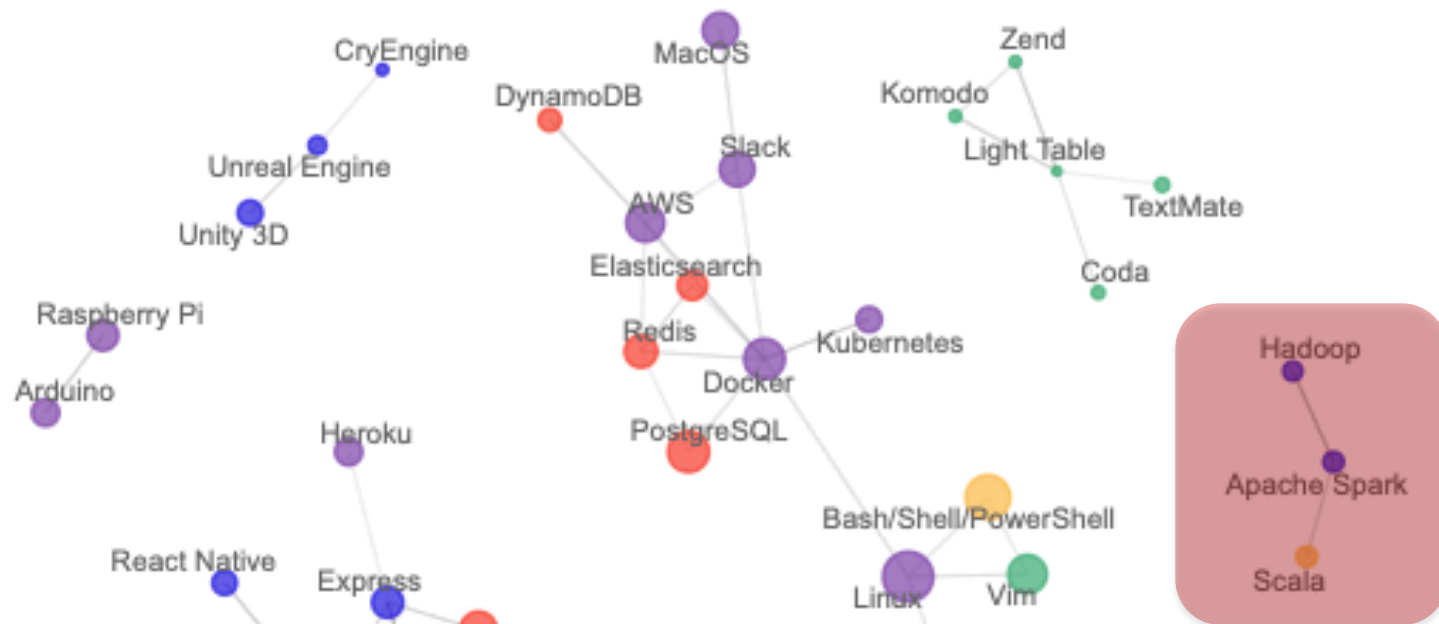 Zend
CryEngine
MacOS
DynamoDB
Komodo
Slack
Light Table
Unreal Engine
AWS
TextMate
Unity 3D
Elasticsearch
Coda
Raspberry Pi
Redis
Kubernetes
Hadoop
Docker
Arduino
Heroku
PostgreSQL
Apache Spark
Bash/Shell/PowerShell
React Native
Express
Scala
Linux
Vim